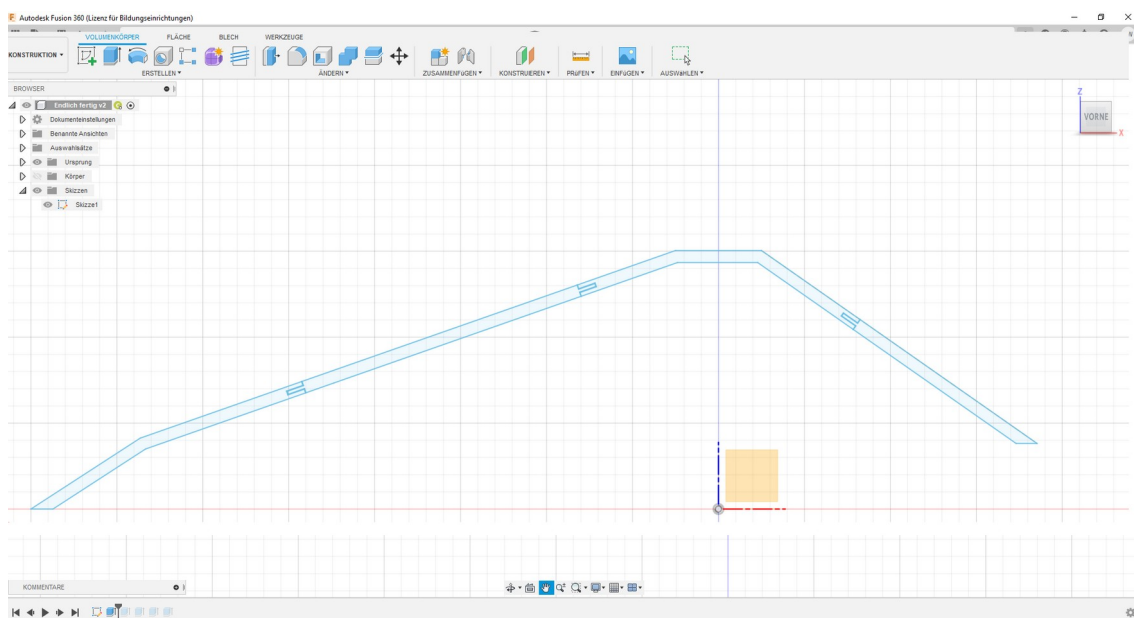 Autodesk Fusion 360 (Lizenz für Bildungseinrichtungen)
VOLUMENKÖRPER FLÄCHE BLECH WERKZEUGE
KONSTRUKTION
ERSTELLEN ÄNDERN ZUSAMMENFÜGEN KONSTRUIEREN PRÜFEN EINFÜGEN AUSWÄHLEN
BROWSER
Endlich fertig v2
Dokumenteinstellungen
Benannte Ansichten
Auswahlsätze
Ursprung
Körper
Skizzen
Skizze1
Z
VORNE
X
KOMMENTARE